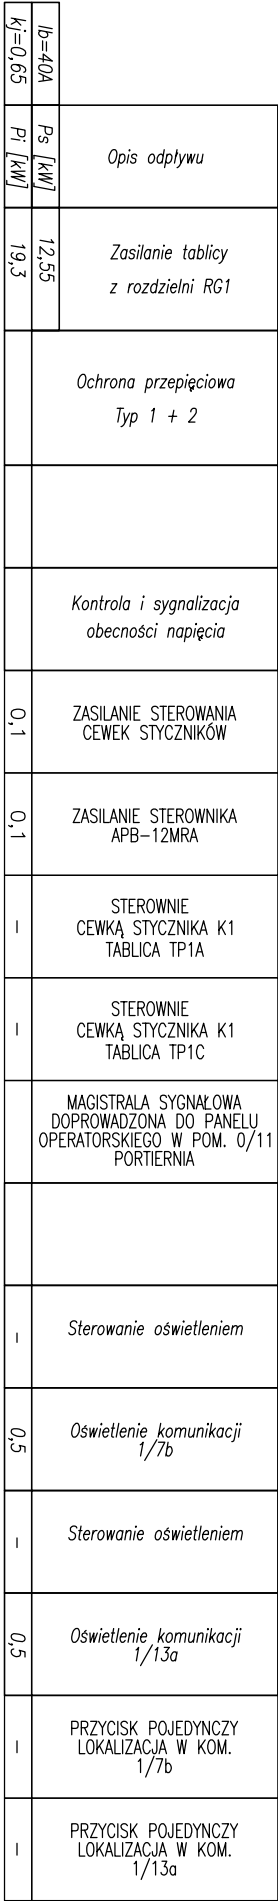 Ib=40A
kj=0,65
Ps [kW]
Pi [kW]
Opis odpływu
12,55
19,3
Zasilanie tablicy
z rozdzielni RG1
Ochrona przepięciowa
Typ 1 + 2
Kontrola i sygnalizacja
obecności napięcia
0,1
ZASILANIE STEROWANIA
CEWEK STYCZNIKÓW
0,1
ZASILANIE STEROWNIKA
APB-12MRA
-
STEROWNIE
CEWKĄ STYCZNIKA K1
TABLICA TP1A
-
STEROWNIE
CEWKĄ STYCZNIKA K1
TABLICA TP1C
MAGISTRALA SYGNAŁOWA
DOPROWADZONA DO PANELU
OPERATORSKIEGO W POM. 0/11
PORTIERNIA
-
Sterowanie oświetleniem
0,5
Oświetlenie komunikacji
1/7b
-
Sterowanie oświetleniem
0,5
Oświetlenie komunikacji
1/13a
-
PRZYCISK POJEDYNCZY
LOKALIZACJA W KOM.
1/7b
-
PRZYCISK POJEDYNCZY
LOKALIZACJA W KOM.
1/13a